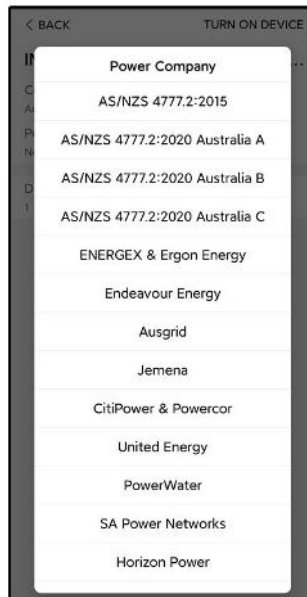 < BACK TURN ON DEVICE
IN ...
Power Company
AS/NZS 4777.2:2015
AS/NZS 4777.2:2020 Australia A
AS/NZS 4777.2:2020 Australia B
AS/NZS 4777.2:2020 Australia C
ENERGEX & Ergon Energy
Endeavour Energy
Ausgrid
Jemena
CitiPower & Powercor
United Energy
PowerWater
SA Power Networks
Horizon Power